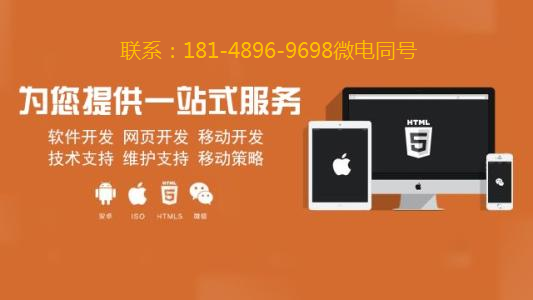 联系：181-4896-9698微电同号
为您提供一站式服务
软件开发 网页开发 移动开发
技术支持 维护支持 移动策略
HTML
5
HTML
5
安卓 ISO HTML5 微信